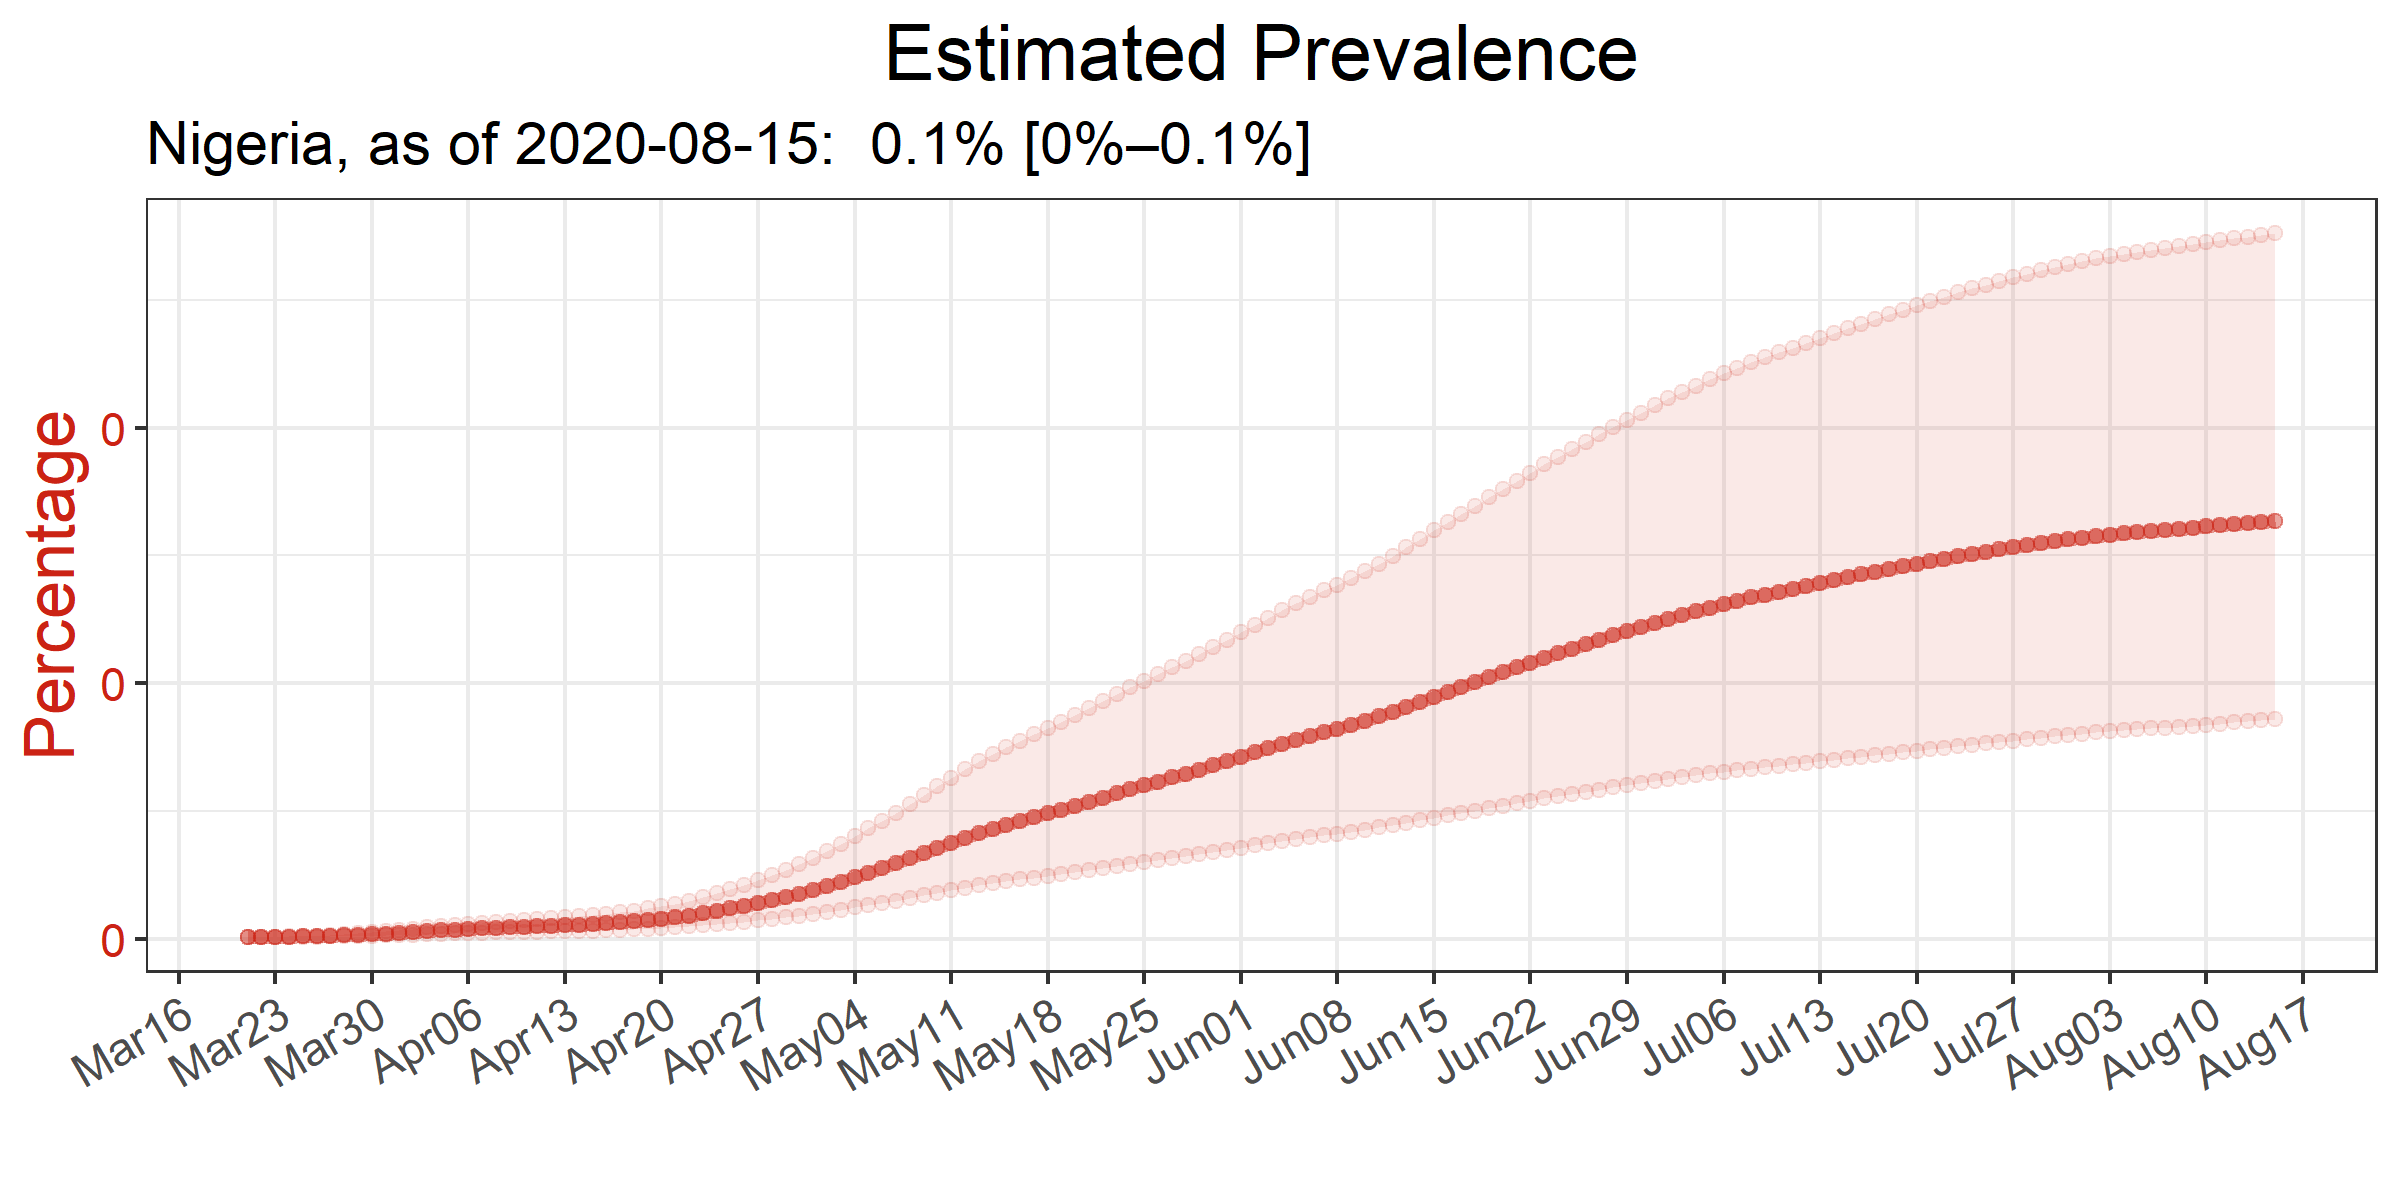 Estimated Prevalence
Nigeria, as of 2020-08-15:  0.1% [0%–0.1%]
Percentage
0
0
0
Mar16
Mar23
Mar30
Apr06
Apr13
Apr20
Apr27
May04
May11
May18
May25
Jun01
Jun08
Jun15
Jun22
Jun29
Jul06
Jul13
Jul20
Jul27
Aug03
Aug10
Aug17